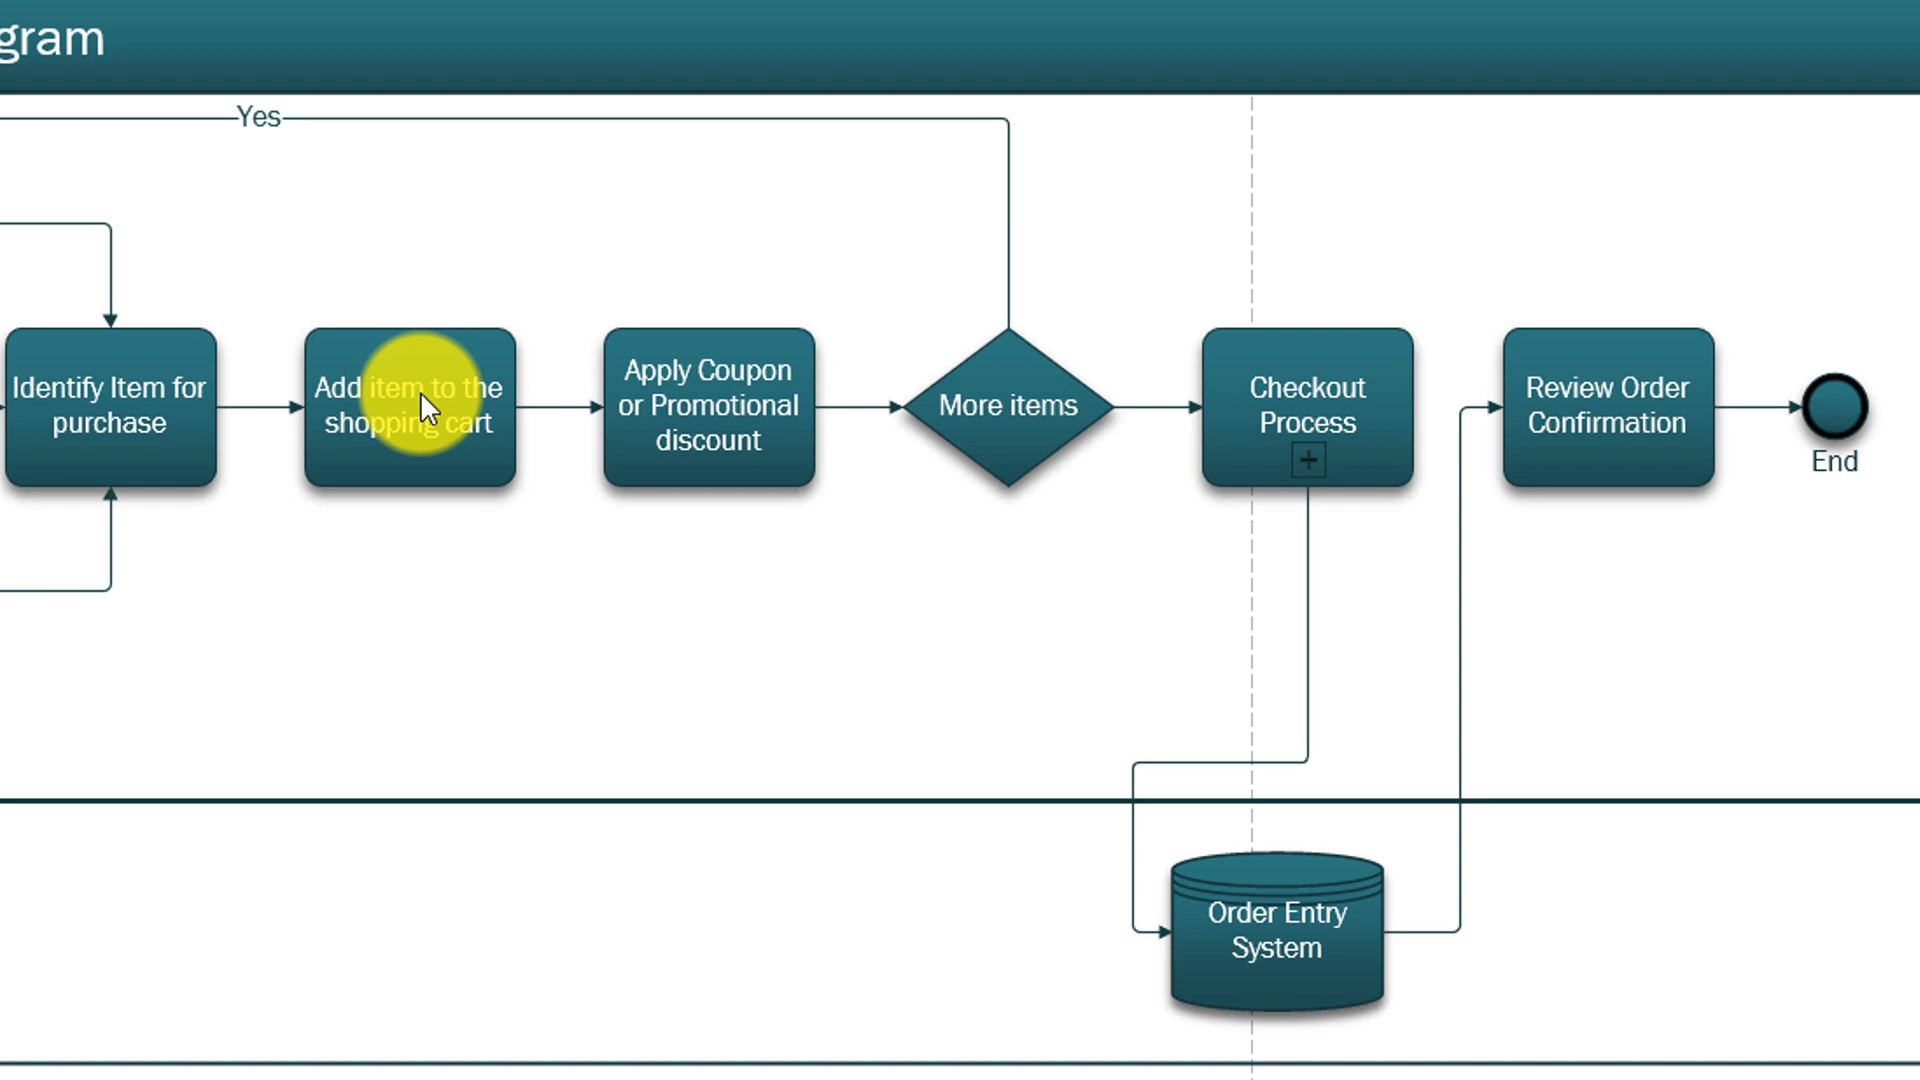 gram
Yes
Identify Item for
purchase
Add item to the
shopping cart
Apply Coupon
or Promotional
discount
More items
Checkout
Process
Review Order
Confirmation
End
Order Entry
System